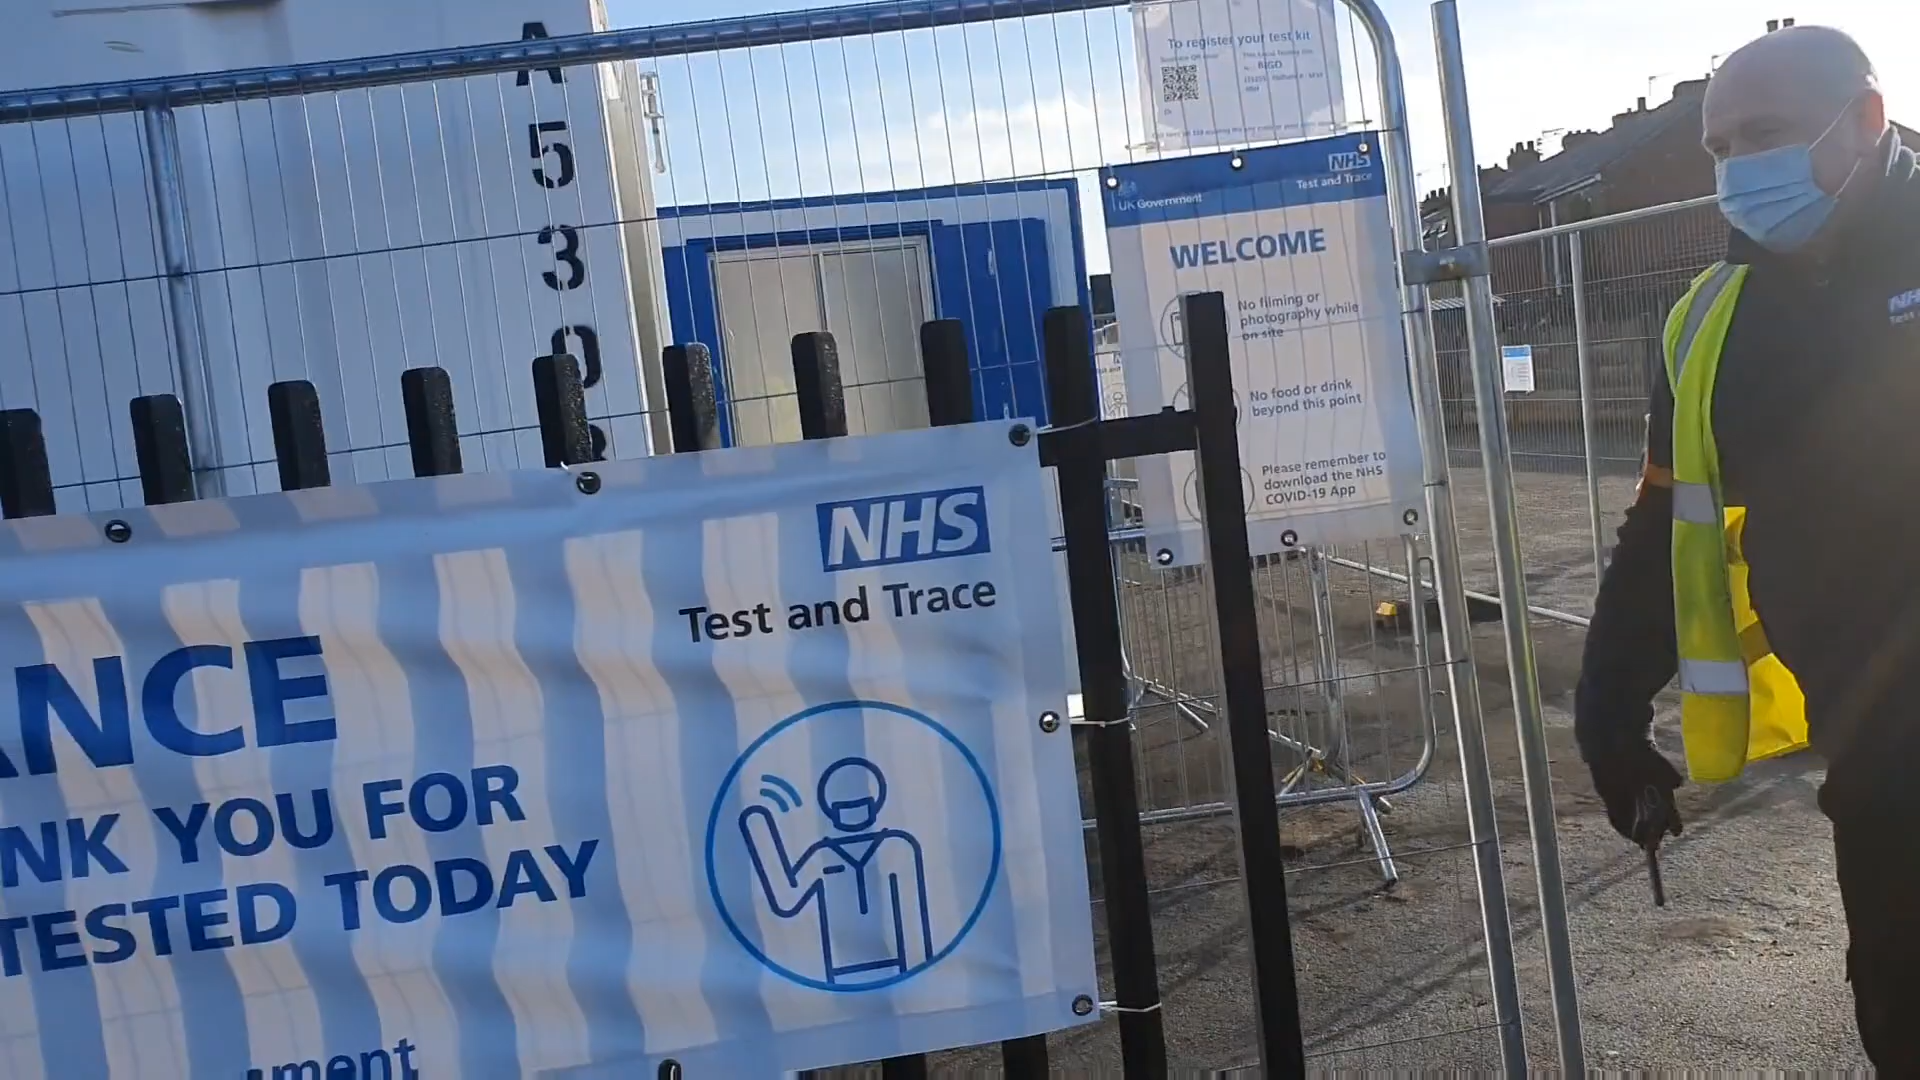 A
5
3
0
To register your test kit
NHS
Test and Trace
UK Government
WELCOME
No filming or
photography while
on site
No food or drink
beyond this point
Please remember to
download the NHS
COVID-19 App
NHS
Test and Trace
ANCE
NK YOU FOR
TESTED TODAY
ment
NHS
Test